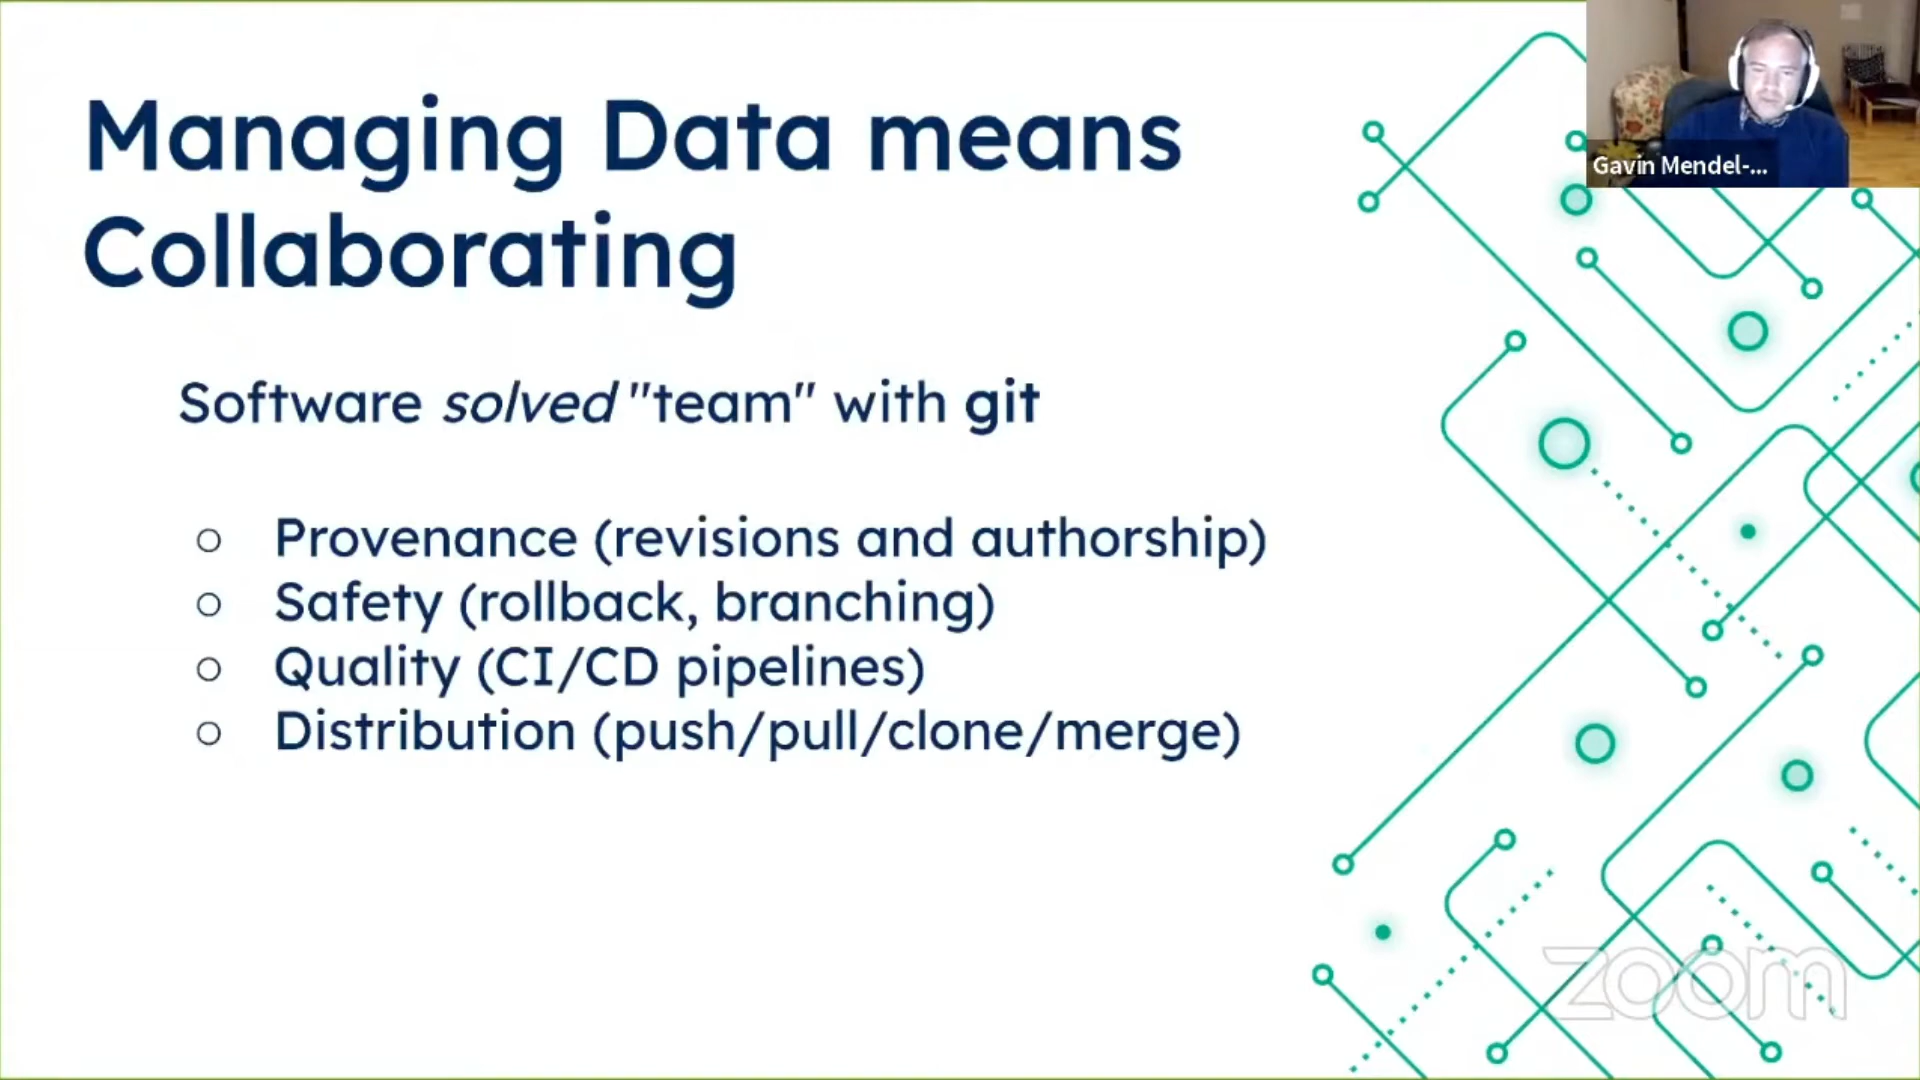 Managing Data means
Collaborating
Software solved "team" with git
Provenance (revisions and authorship)
Safety (rollback, branching)
Quality (CI/CD pipelines)
Distribution (push/pull/clone/merge)
Gavin Mendel-...
zoom